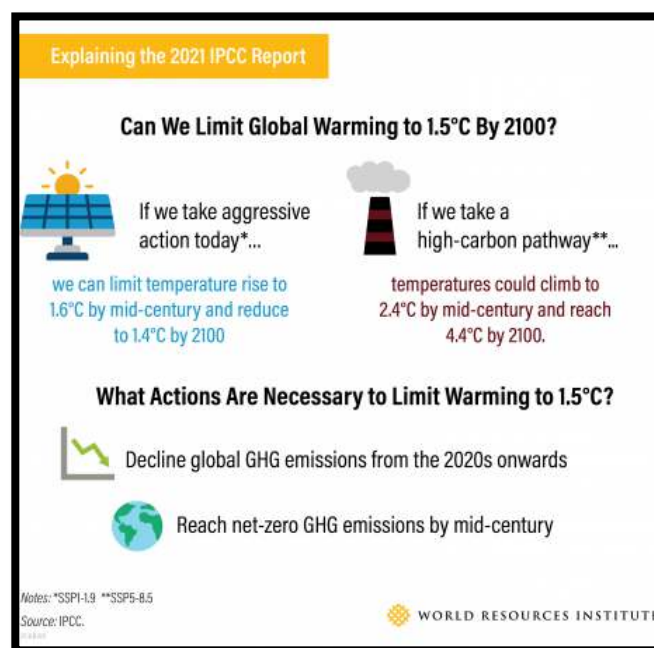 Explaining the 2021 IPCC Report
Can We Limit Global Warming to 1.5°C By 2100?
If we take aggressive
action today*...
we can limit temperature rise to
1.6°C by mid-century and reduce
to 1.4°C by 2100
If we take a
high-carbon pathway**...
temperatures could climb to
2.4°C by mid-century and reach
4.4°C by 2100.
What Actions Are Necessary to Limit Warming to 1.5°C?
Decline global GHG emissions from the 2020s onwards
Reach net-zero GHG emissions by mid-century
Notes: *SSP1-1.9 **SSP5-8.5
Source: IPCC.
WORLD RESOURCES INSTITUTE